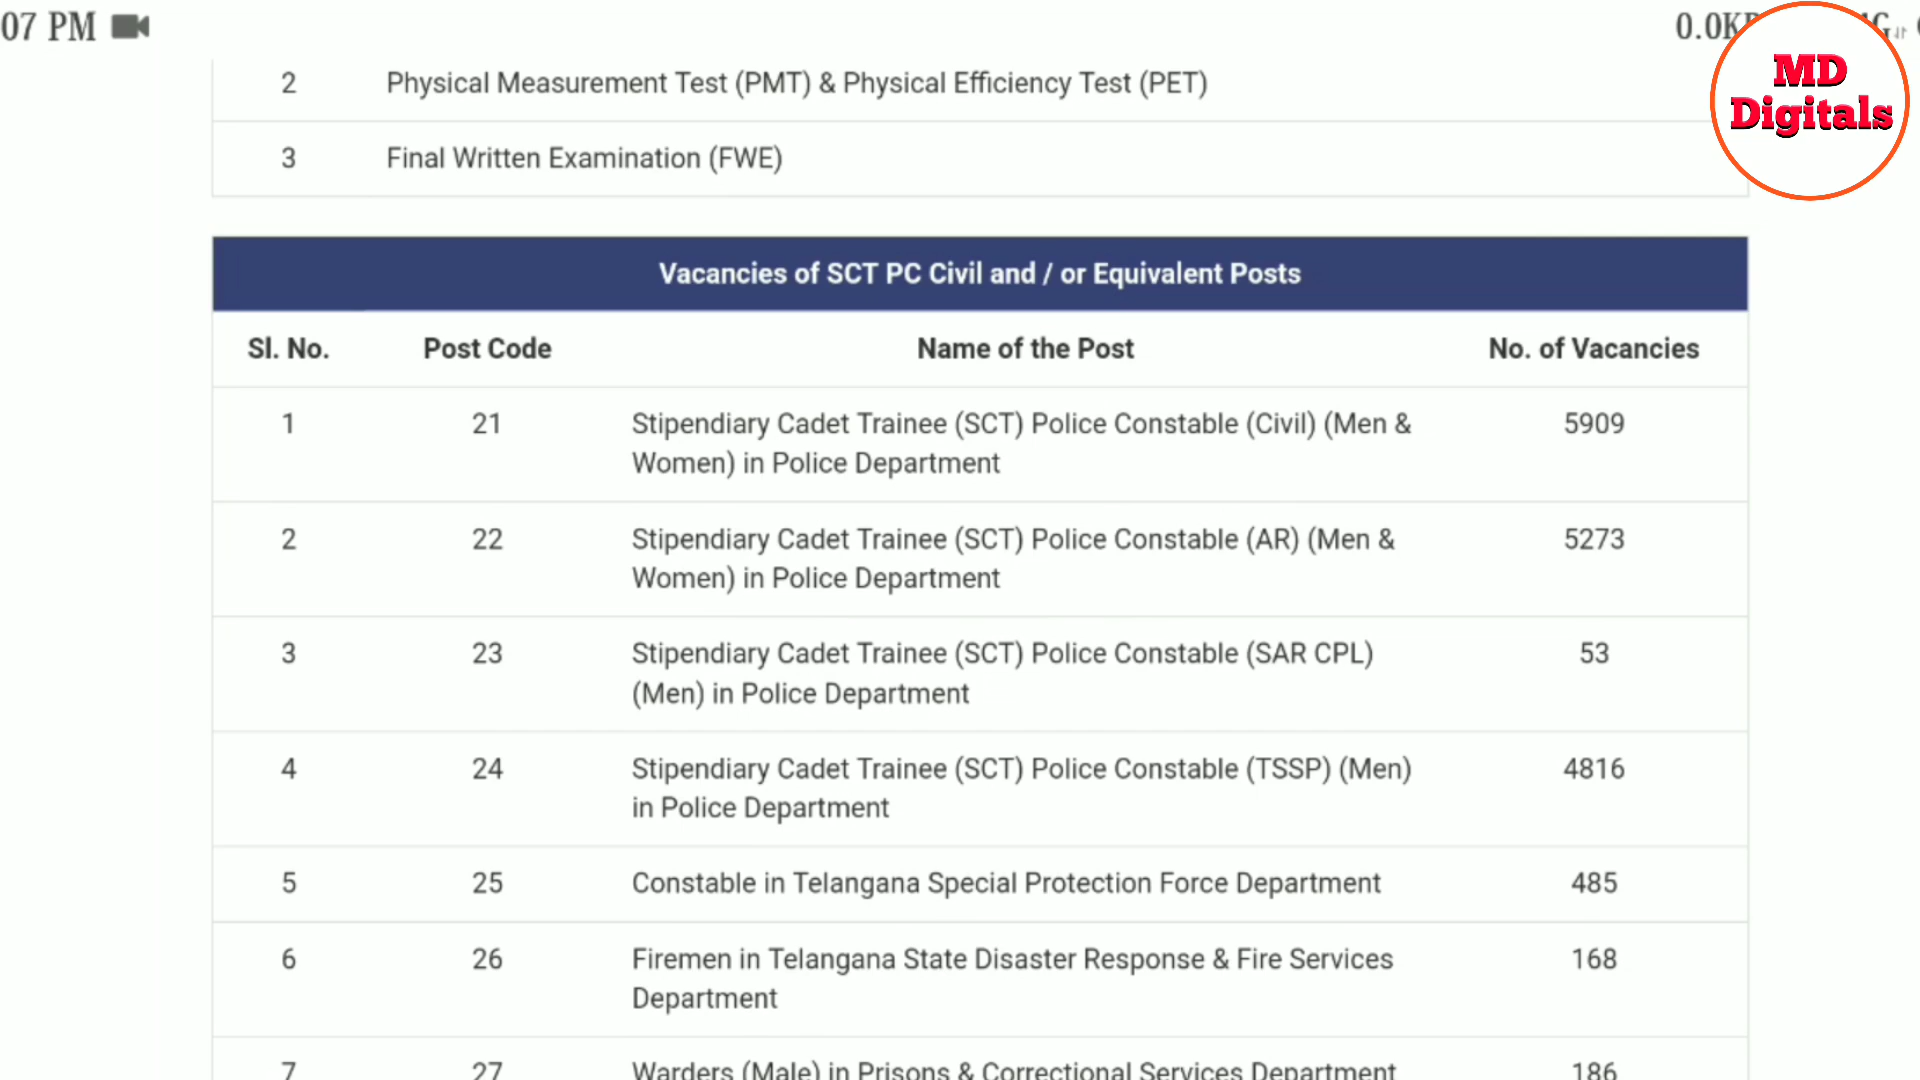 07 PM
0.0K
MD
Digitals
2 Physical Measurement Test (PMT) & Physical Efficiency Test (PET)
3 Final Written Examination (FWE)
Vacancies of SCT PC Civil and / or Equivalent Posts
Sl. No. Post Code Name of the Post No. of Vacancies
1 21 Stipendiary Cadet Trainee (SCT) Police Constable (Civil) (Men & 5909
Women) in Police Department
2 22 Stipendiary Cadet Trainee (SCT) Police Constable (AR) (Men & 5273
Women) in Police Department
3 23 Stipendiary Cadet Trainee (SCT) Police Constable (SAR CPL) 53
(Men) in Police Department
4 24 Stipendiary Cadet Trainee (SCT) Police Constable (TSSP) (Men) 4816
in Police Department
5 25 Constable in Telangana Special Protection Force Department 485
6 26 Firemen in Telangana State Disaster Response & Fire Services 168
Department
7 27 Warders (Male) in Prisons & Correctional Services Department 186